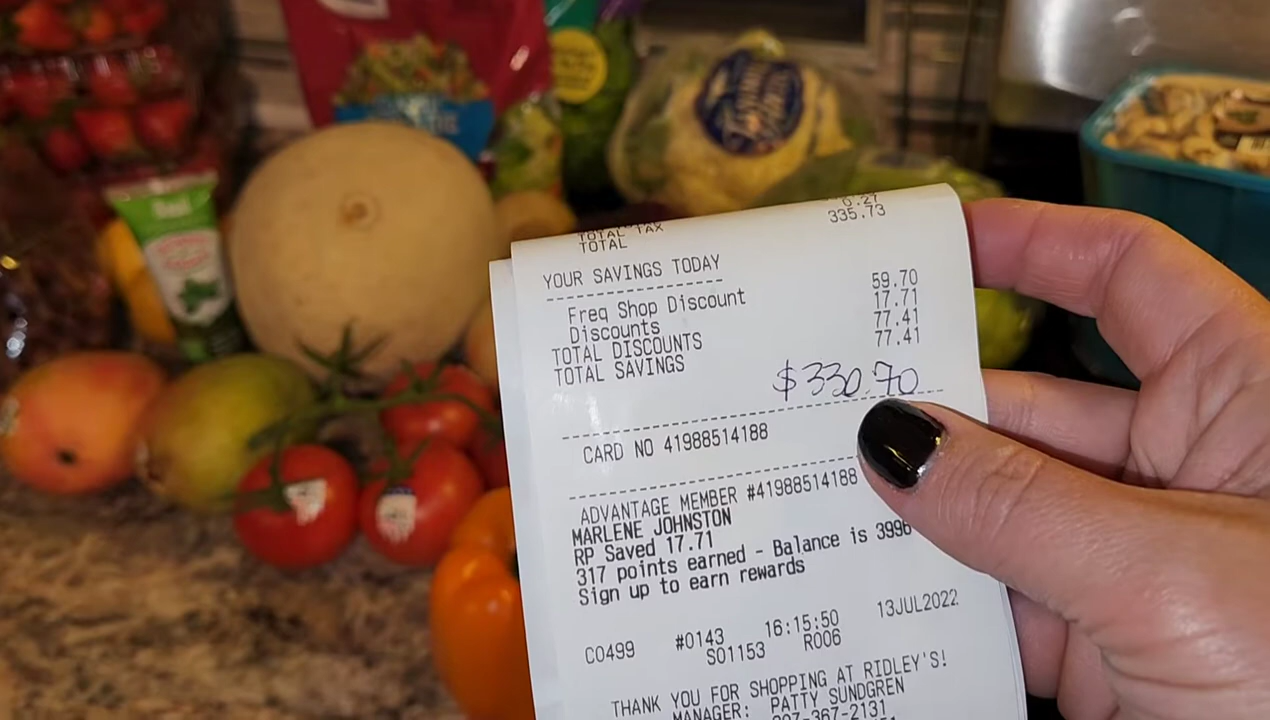 TOTAL TAX 0.27
TOTAL 335.73
YOUR SAVINGS TODAY
Freq Shop Discount 59.70
Discounts 17.71
TOTAL DISCOUNTS 77.41
TOTAL SAVINGS 77.41
$330.70
CARD NO 41988514188
ADVANTAGE MEMBER #41988514188
MARLENE JOHNSTON
RP Saved 17.71
317 points earned - Balance is 3996
Sign up to earn rewards
C0499 #0143 16:15:50 13JUL2022
S01153 R006
THANK YOU FOR SHOPPING AT RIDLEY'S!
MANAGER: PATTY SUNDGREN
307-367-2131